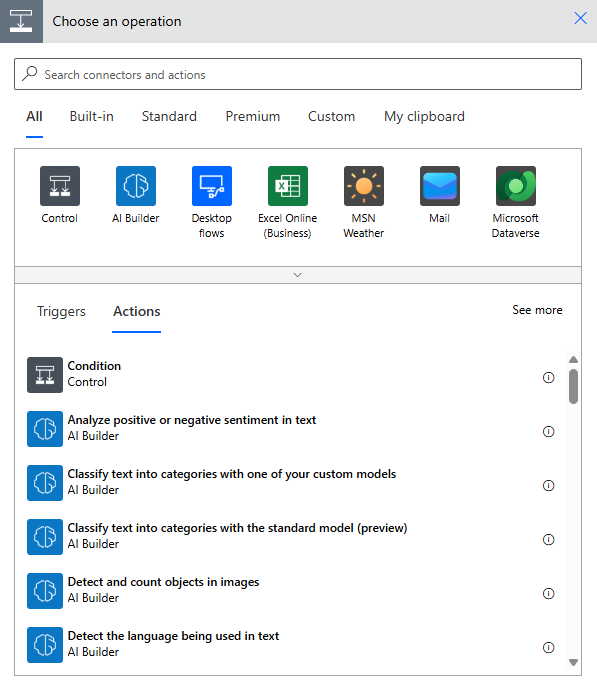 Choose an operation
Search connectors and actions
All Built-in Standard Premium Custom My clipboard
Control
AI Builder
Desktop flows
Excel Online (Business)
MSN Weather
Mail
Microsoft Dataverse
Triggers Actions See more
Condition
Control
Analyze positive or negative sentiment in text
AI Builder
Classify text into categories with one of your custom models
AI Builder
Classify text into categories with the standard model (preview)
AI Builder
Detect and count objects in images
AI Builder
Detect the language being used in text
AI Builder